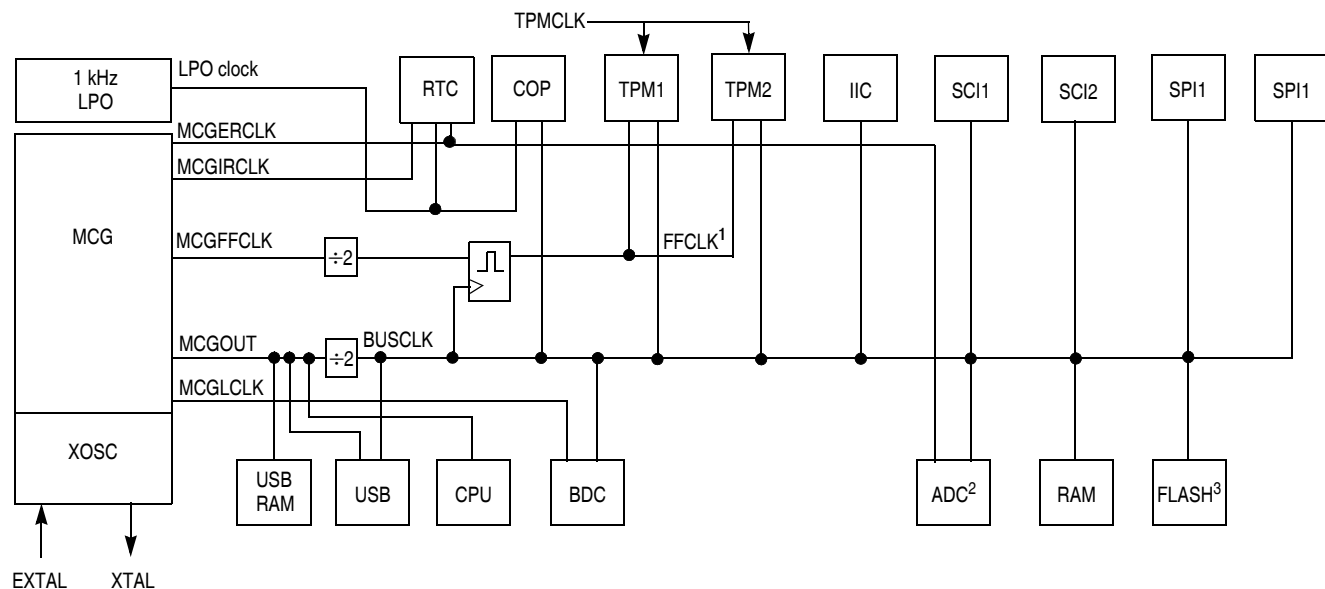 TPMCLK
1 kHz
LPO
LPO clock
RTC
COP
TPM1
TPM2
IIC
SCI1
SCI2
SPI1
SPI1
MCGERCLK
MCGIRCLK
MCG
MCGFFCLK
÷2
FFCLK¹
MCGOUT
÷2
BUSCLK
MCGLCLK
XOSC
USB
RAM
USB
CPU
BDC
ADC²
RAM
FLASH³
EXTAL
XTAL